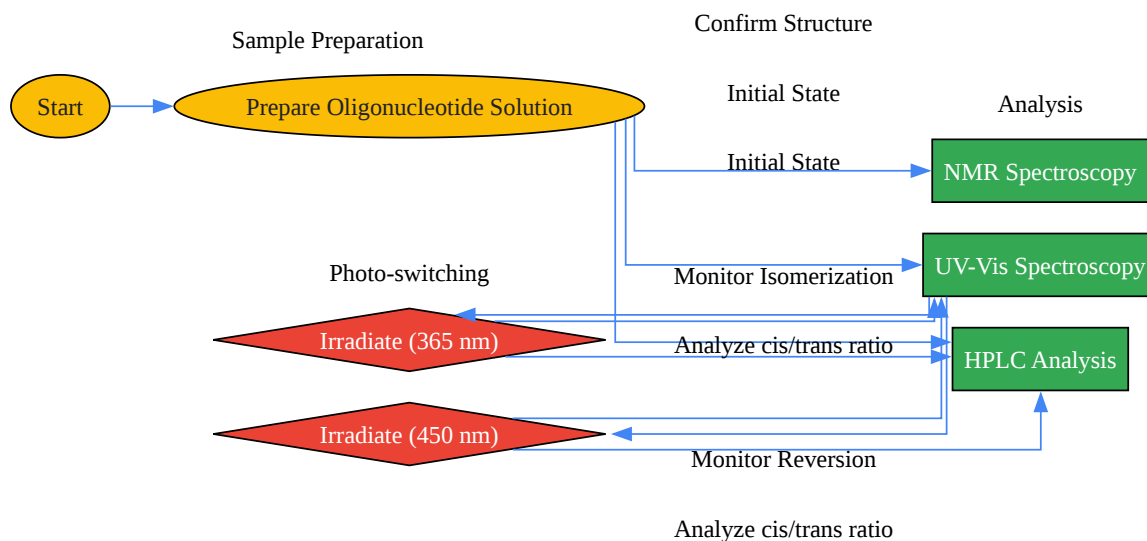 Confirm Structure
Sample Preparation
Start
Prepare Oligonucleotide Solution
Initial State
Analysis
Initial State
NMR Spectroscopy
Photo-switching
Monitor Isomerization
UV-Vis Spectroscopy
Irradiate (365 nm)
Analyze cis/trans ratio
HPLC Analysis
Irradiate (450 nm)
Monitor Reversion
Analyze cis/trans ratio